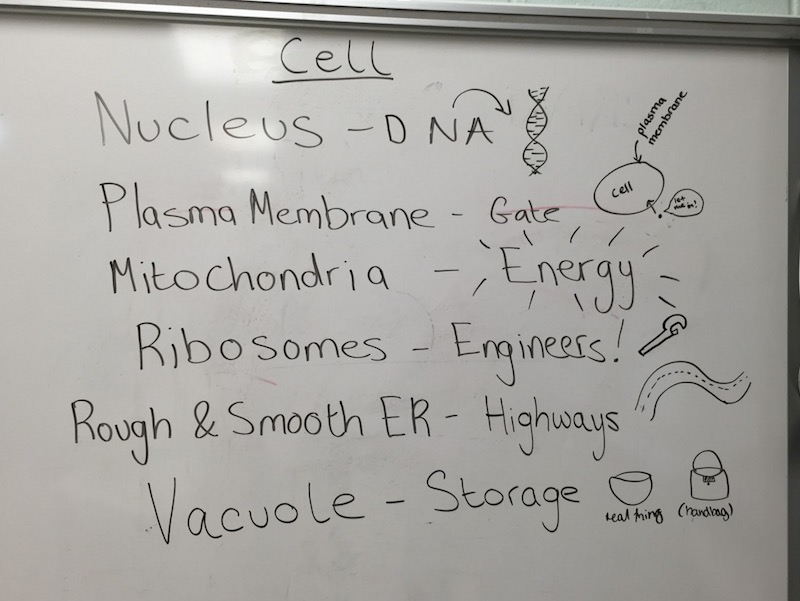 Cell
Nucleus - DNA
plasma
membrane
cell
let
me in!
Plasma Membrane - Gate
Mitochondria - Energy
Ribosomes - Engineers!
Rough & Smooth ER - Highways
Vacuole - Storage
real thing
(handbag)